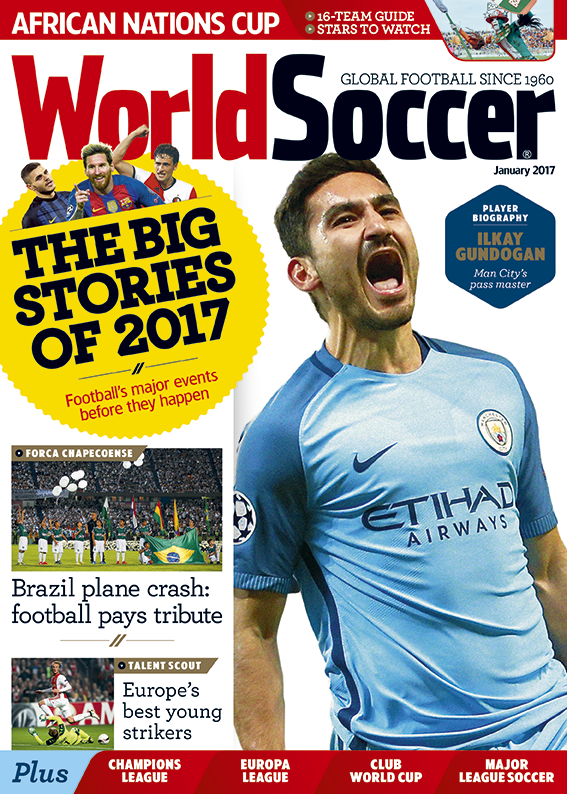 AFRICAN NATIONS CUP
16-TEAM GUIDE
STARS TO WATCH
GLOBAL FOOTBALL SINCE 1960
WorldSoccer®
January 2017
THE BIG
STORIES
OF 2017
Football's major events
before they happen
PLAYER
BIOGRAPHY
ILKAY
GUNDOGAN
Man City's
pass master
MANCHESTER
CITY
ETIHAD
AIRWAYS
FORCA CHAPECOENSE
Brazil plane crash:
football pays tribute
TALENT SCOUT
Europe's
best young
strikers
Plus
CHAMPIONS
LEAGUE
EUROPA
LEAGUE
CLUB
WORLD CUP
MAJOR
LEAGUE SOCCER